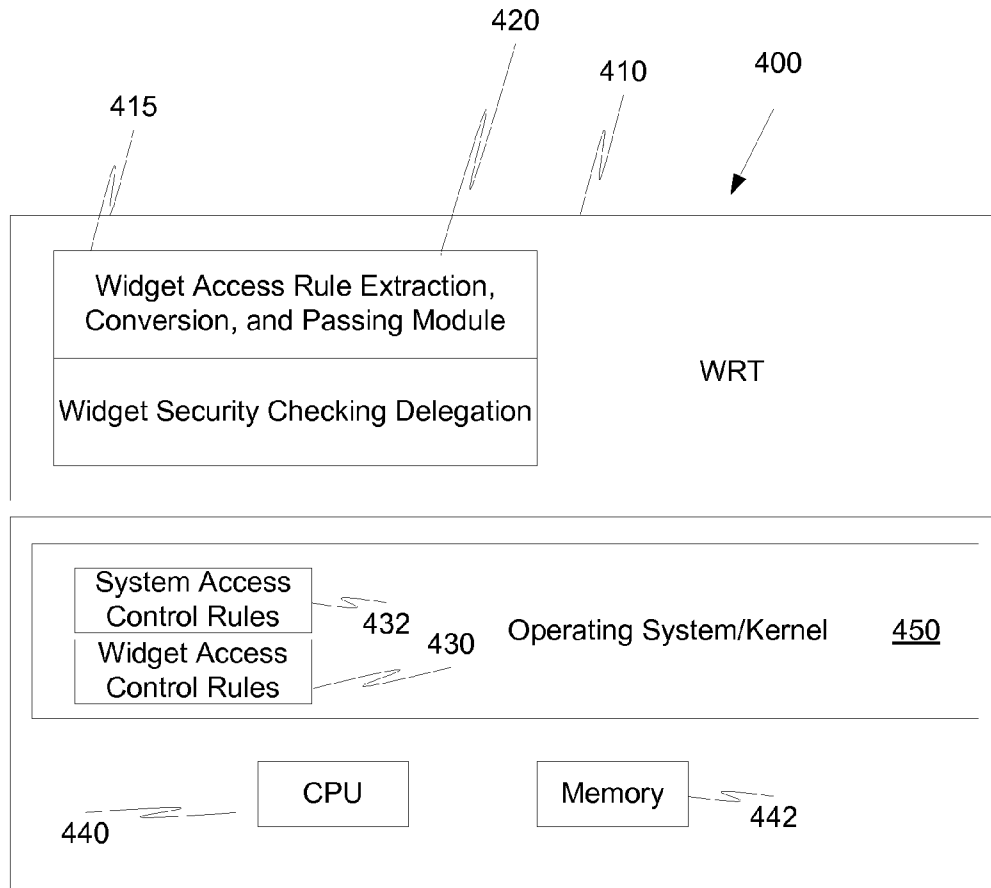 420
400
410
415
Widget Access Rule Extraction,
Conversion, and Passing Module
WRT
Widget Security Checking Delegation
System Access
Control Rules
432
Operating System/Kernel
450
430
Widget Access
Control Rules
CPU
Memory
440
442